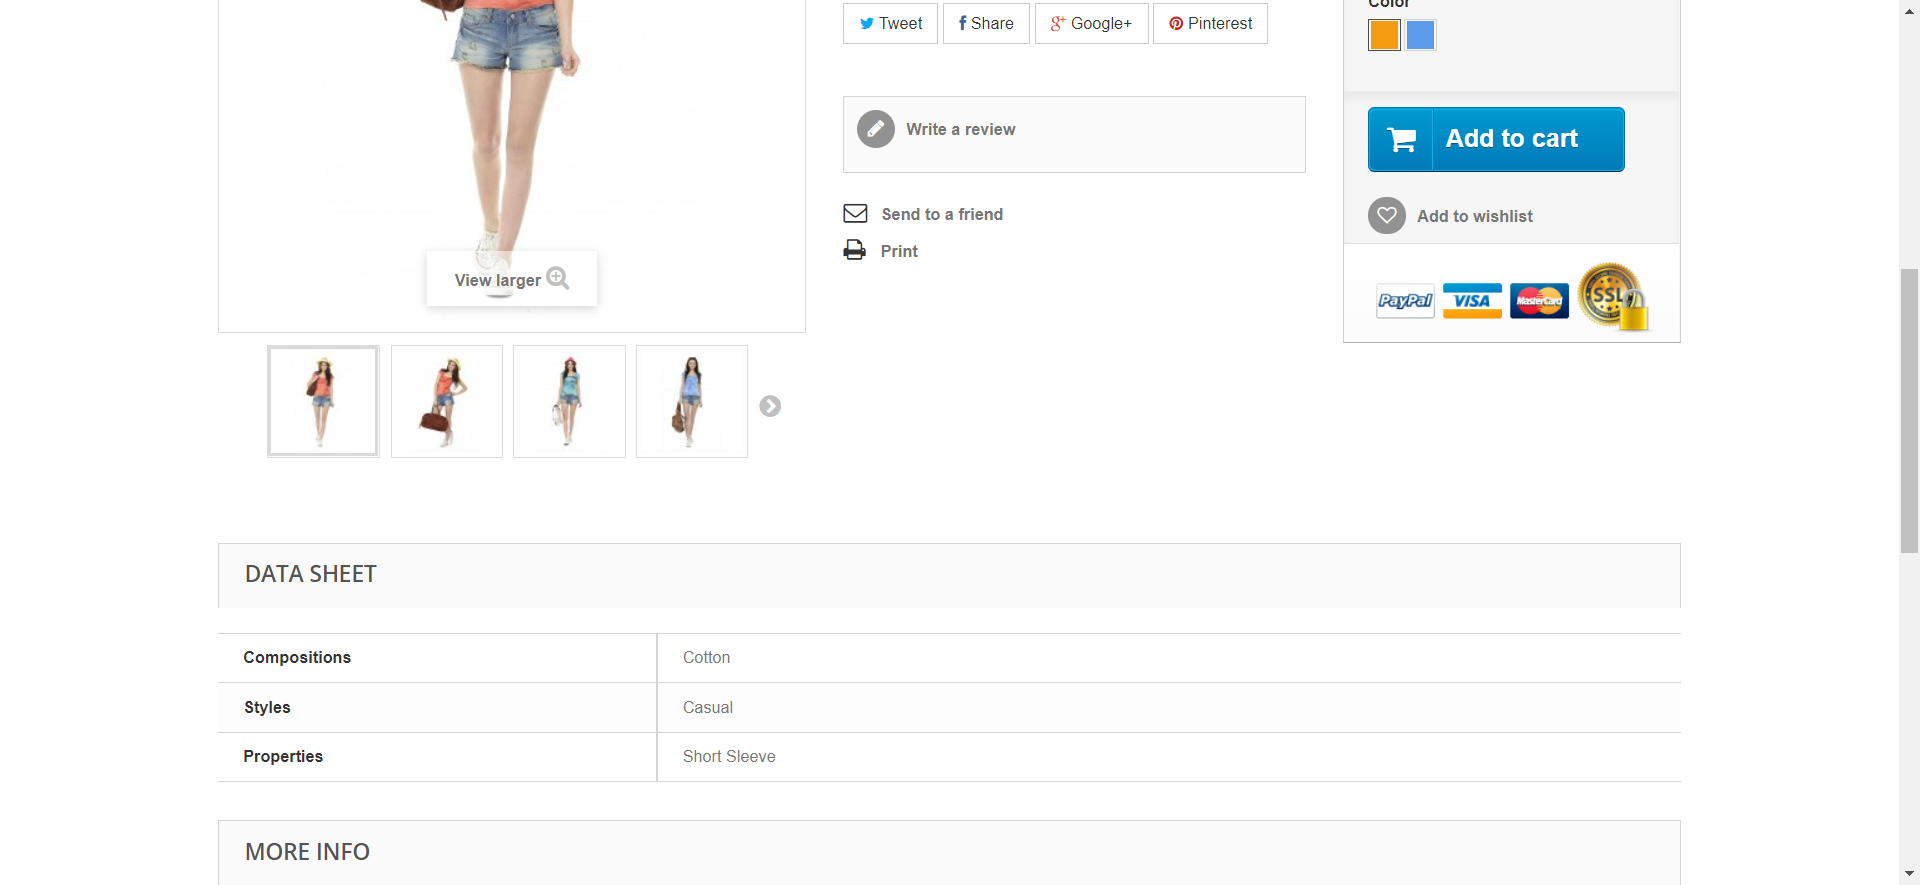 Color
Tweet
Share
Google+
Pinterest
Write a review
Add to cart
Send to a friend
Add to wishlist
Print
View larger
PayPal
VISA
MasterCard
SSL
DATA SHEET
Compositions Cotton
Styles Casual
Properties Short Sleeve
MORE INFO